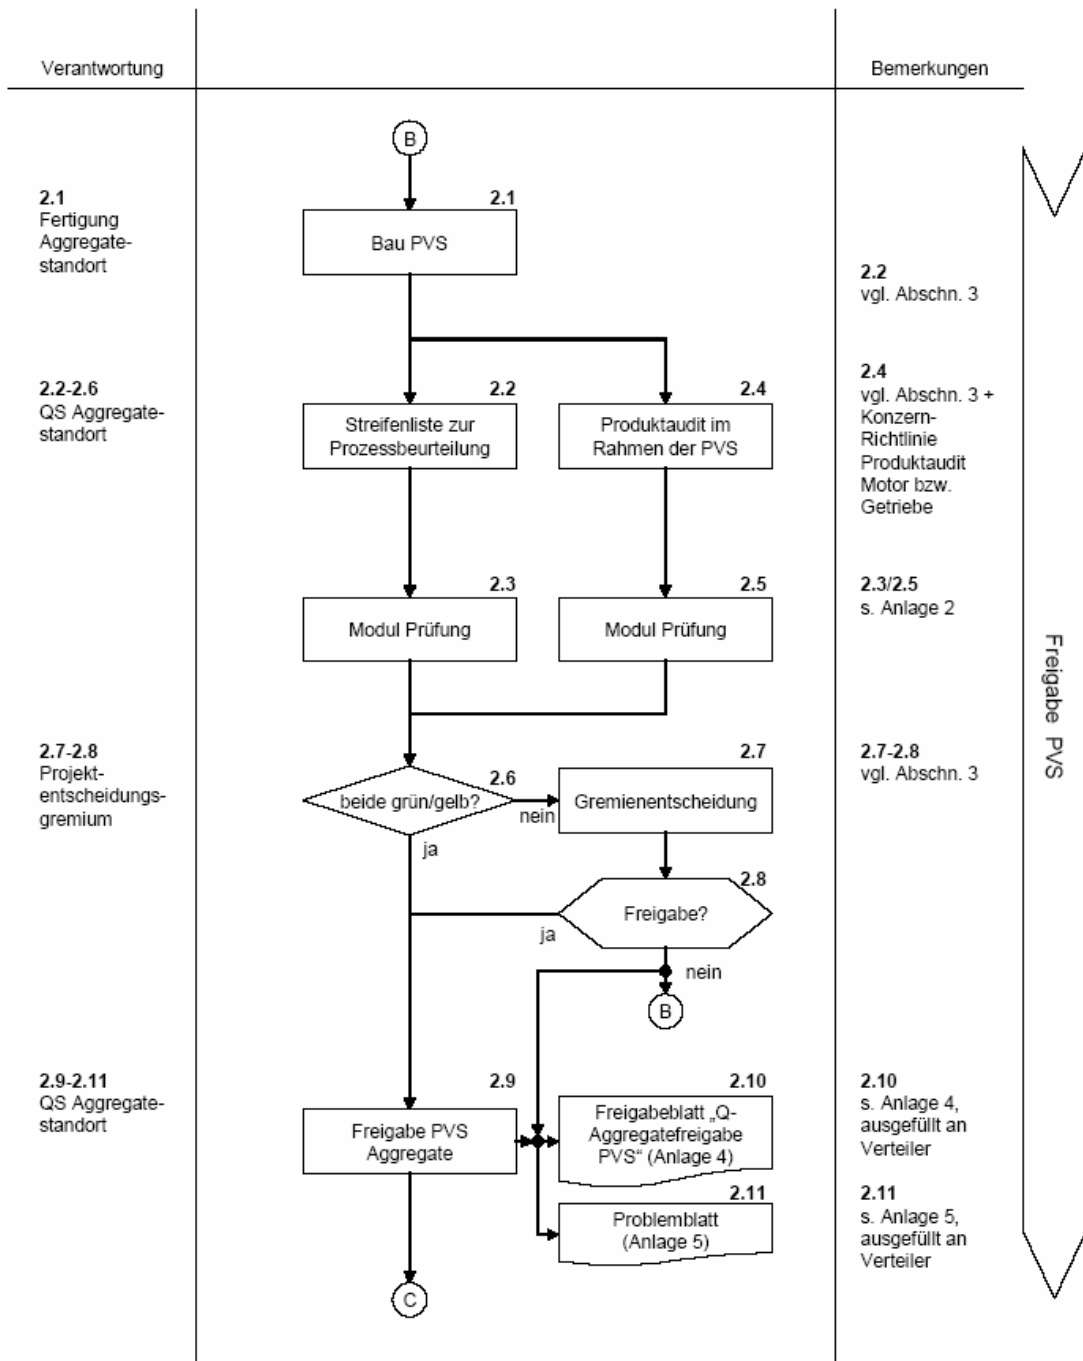 Verantwortung
Bemerkungen
B
2.1
Fertigung
Aggregate-
standort
2.1
Bau PVS
2.2
vgl. Abschn. 3
2.2-2.6
QS Aggregate-
standort
2.2
Streifenliste zur
Prozessbeurteilung
2.4
Produktaudit im
Rahmen der PVS
2.4
vgl. Abschn. 3 +
Konzern-
Richtlinie
Produktaudit
Motor bzw.
Getriebe
2.3
Modul Prüfung
2.5
Modul Prüfung
2.3/2.5
s. Anlage 2
Freigabe PVS
2.7-2.8
Projekt-
entscheidungs-
gremium
2.6
beide grün/gelb?
nein
ja
2.7
Gremienentscheidung
2.7-2.8
vgl. Abschn. 3
2.8
Freigabe?
ja
nein
B
2.9-2.11
QS Aggregate-
standort
2.9
Freigabe PVS
Aggregate
2.10
Freigabeblatt „Q-
Aggregatefreigabe
PVS“ (Anlage 4)
2.10
s. Anlage 4,
ausgefüllt an
Verteiler
2.11
Problemblatt
(Anlage 5)
2.11
s. Anlage 5,
ausgefüllt an
Verteiler
C